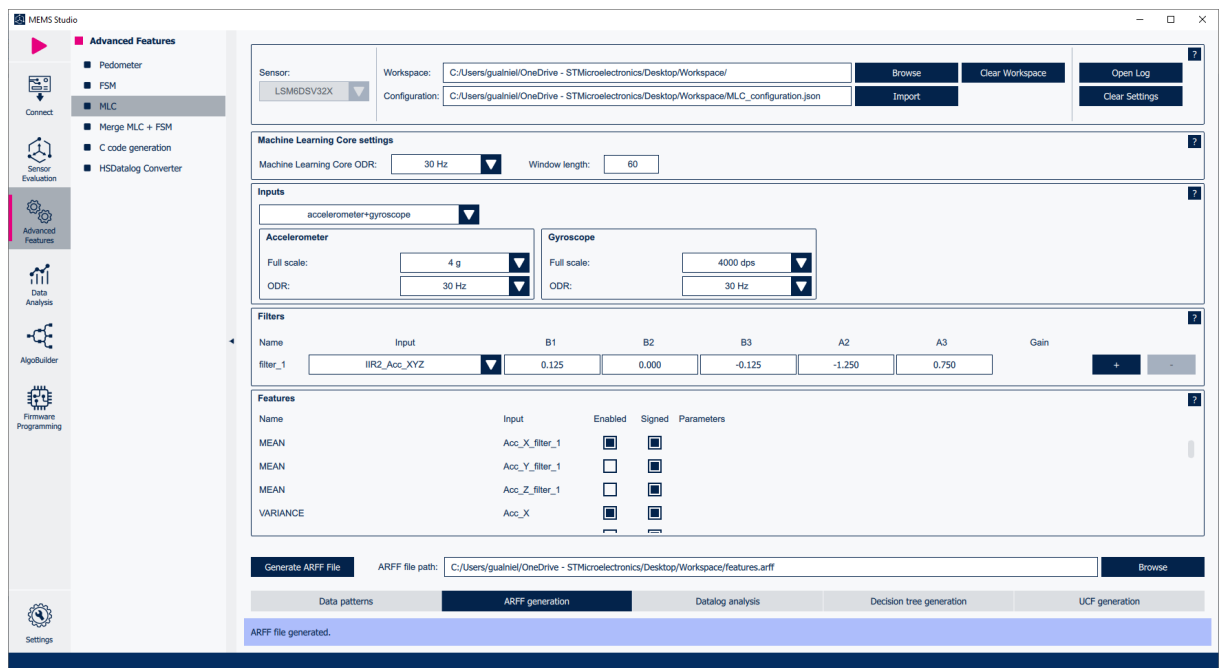 MEMS Studio
Connect
Sensor
Evaluation
Advanced
Features
Data
Analysis
AlgoBuilder
Firmware
Programming
Settings
Advanced Features
Pedometer
FSM
MLC
Merge MLC + FSM
C code generation
HSDatalog Converter
?
Sensor:
LSM6DSV32X
Workspace: C:/Users/gualniel/OneDrive - STMicroelectronics/Desktop/Workspace/ Browse Clear Workspace Open Log
Configuration: C:/Users/gualniel/OneDrive - STMicroelectronics/Desktop/Workspace/MLC_configuration.json Import Clear Settings
Machine Learning Core settings ?
Machine Learning Core ODR: 30 Hz Window length: 60
Inputs ?
accelerometer+gyroscope
Accelerometer
Full scale: 4 g
ODR: 30 Hz
Gyroscope
Full scale: 4000 dps
ODR: 30 Hz
Filters ?
Name Input B1 B2 B3 A2 A3 Gain
filter_1 IIR2_Acc_XYZ 0.125 0.000 -0.125 -1.250 0.750 + -
Features ?
Name Input Enabled Signed Parameters
MEAN Acc_X_filter_1
MEAN Acc_Y_filter_1
MEAN Acc_Z_filter_1
VARIANCE Acc_X
Generate ARFF File ARFF file path: C:/Users/gualniel/OneDrive - STMicroelectronics/Desktop/Workspace/features.arff Browse
Data patterns ARFF generation Datalog analysis Decision tree generation UCF generation
ARFF file generated.